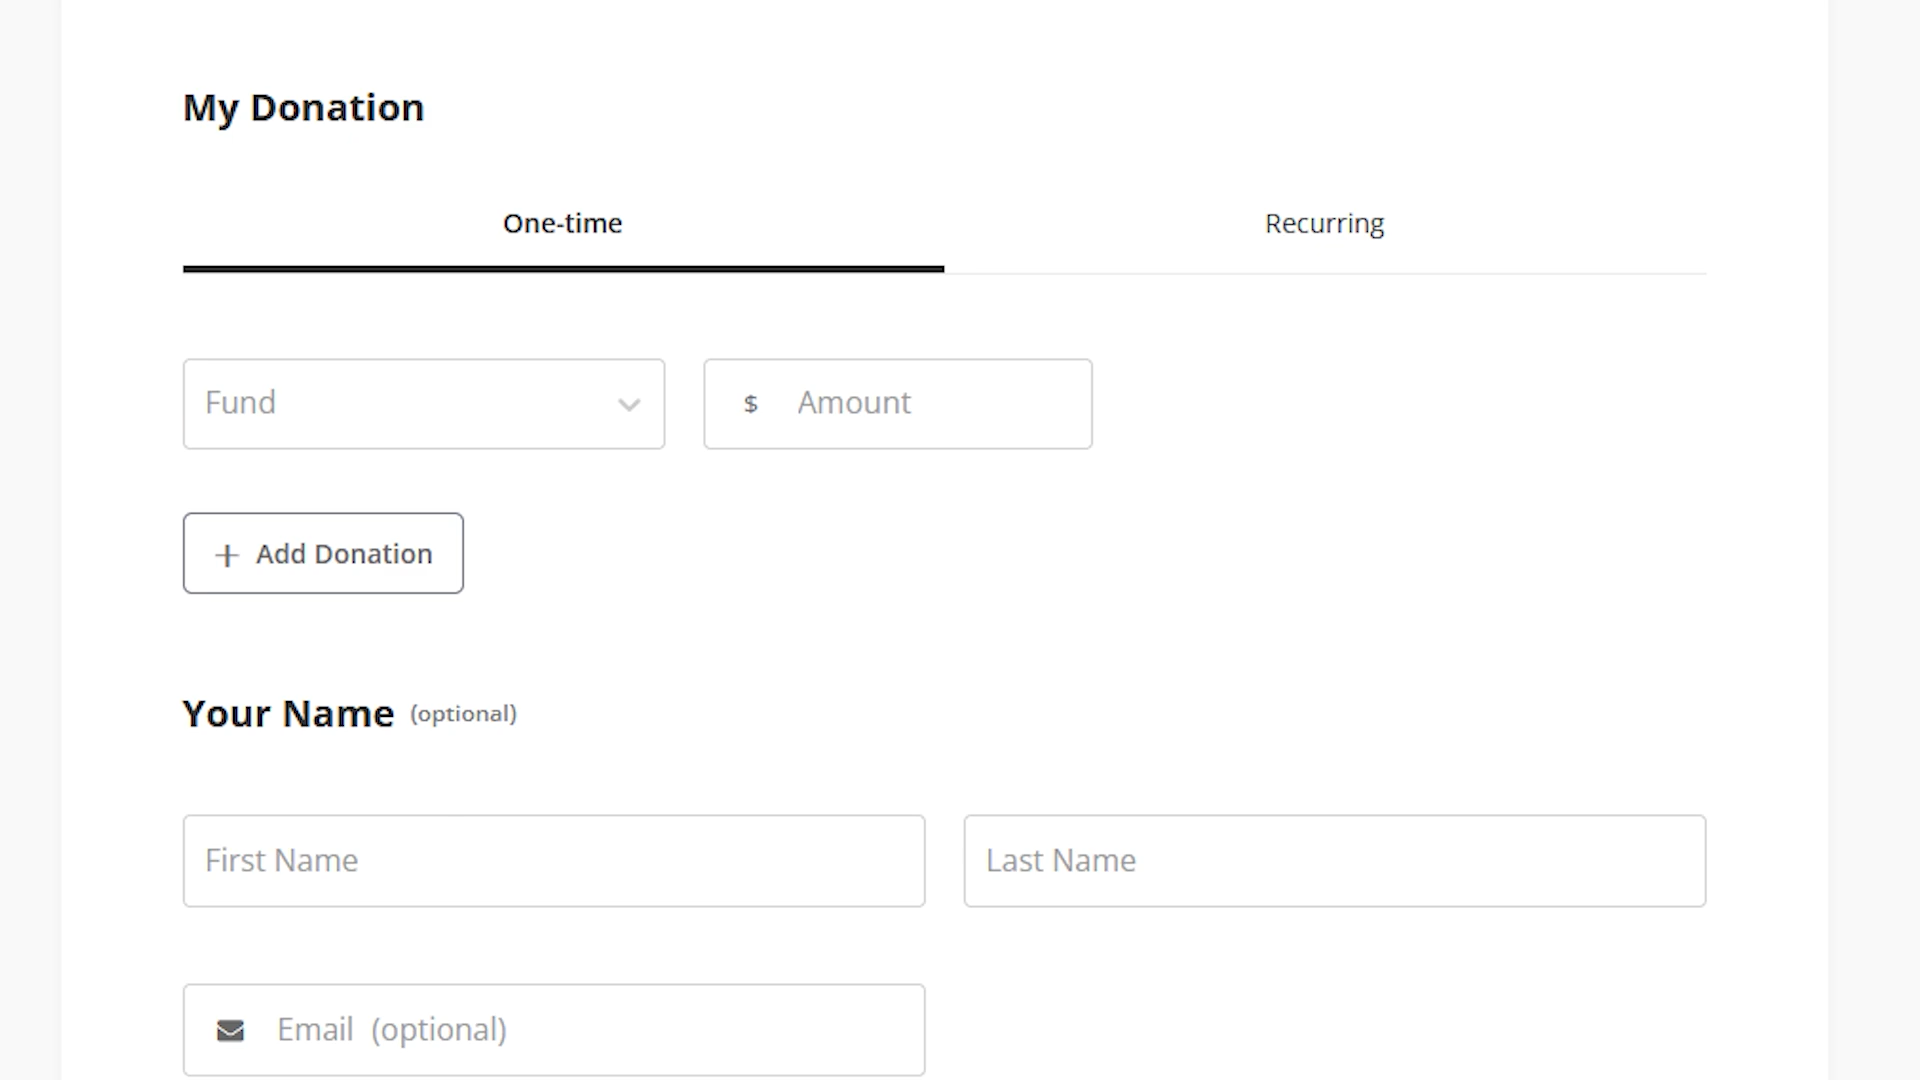 My Donation
One-time Recurring
Fund $ Amount
+ Add Donation
Your Name (optional)
First Name Last Name
Email (optional)